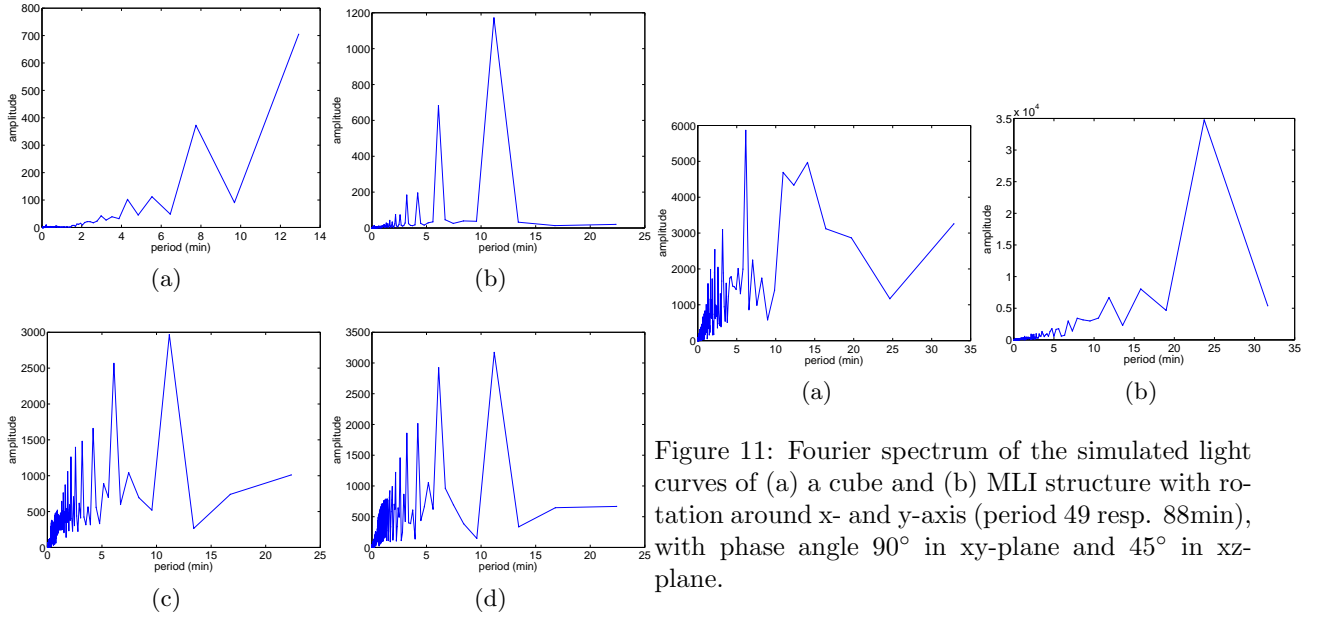 800
700
600
500
400
300
200
100
0
0 2 4 6 8 10 12 14
amplitude
period (min)
(a)
1200
1000
800
600
400
200
0
0 5 10 15 20 25
amplitude
period (min)
(b)
3000
2500
2000
1500
1000
500
0
0 5 10 15 20 25
amplitude
period (min)
(c)
3500
3000
2500
2000
1500
1000
500
0
0 5 10 15 20 25
amplitude
period (min)
(d)
6000
5000
4000
3000
2000
1000
0
0 5 10 15 20 25 30 35
amplitude
period (min)
(a)
x 10^4
3.5
3
2.5
2
1.5
1
0.5
0
0 5 10 15 20 25 30 35
amplitude
period (min)
(b)
Figure 11: Fourier spectrum of the simulated light
curves of (a) a cube and (b) MLI structure with ro-
tation around x- and y-axis (period 49 resp. 88min),
with phase angle 90° in xy-plane and 45° in xz-
plane.